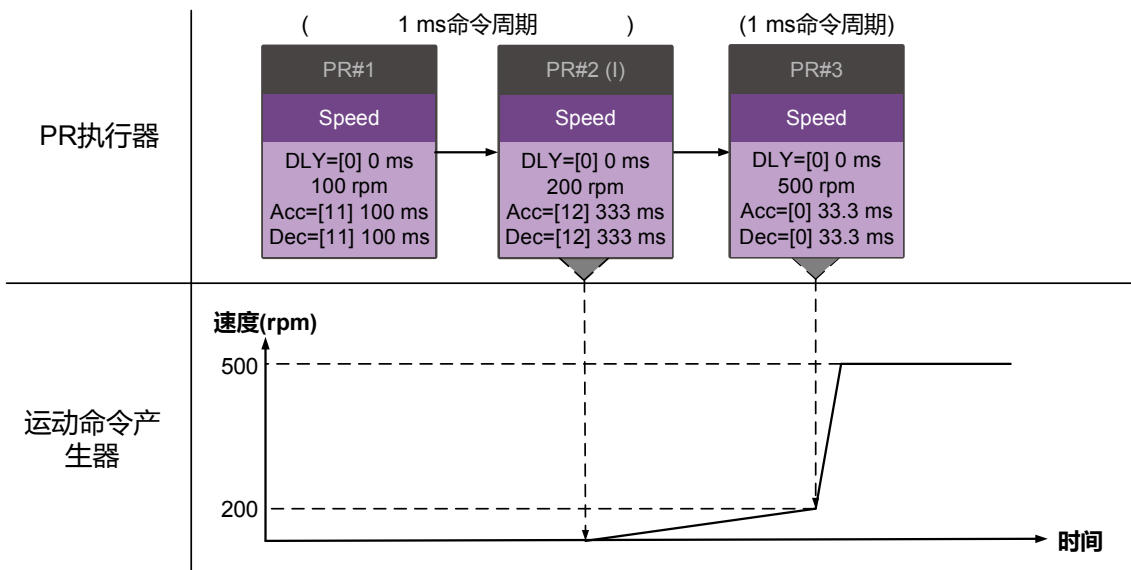 ( 1 ms命令周期 ) (1 ms命令周期)
PR执行器
PR#1
Speed
DLY=[0] 0 ms
100 rpm
Acc=[11] 100 ms
Dec=[11] 100 ms
PR#2 (I)
Speed
DLY=[0] 0 ms
200 rpm
Acc=[12] 333 ms
Dec=[12] 333 ms
PR#3
Speed
DLY=[0] 0 ms
500 rpm
Acc=[0] 33.3 ms
Dec=[0] 33.3 ms
运动命令产
生器
速度(rpm)
500
200
时间